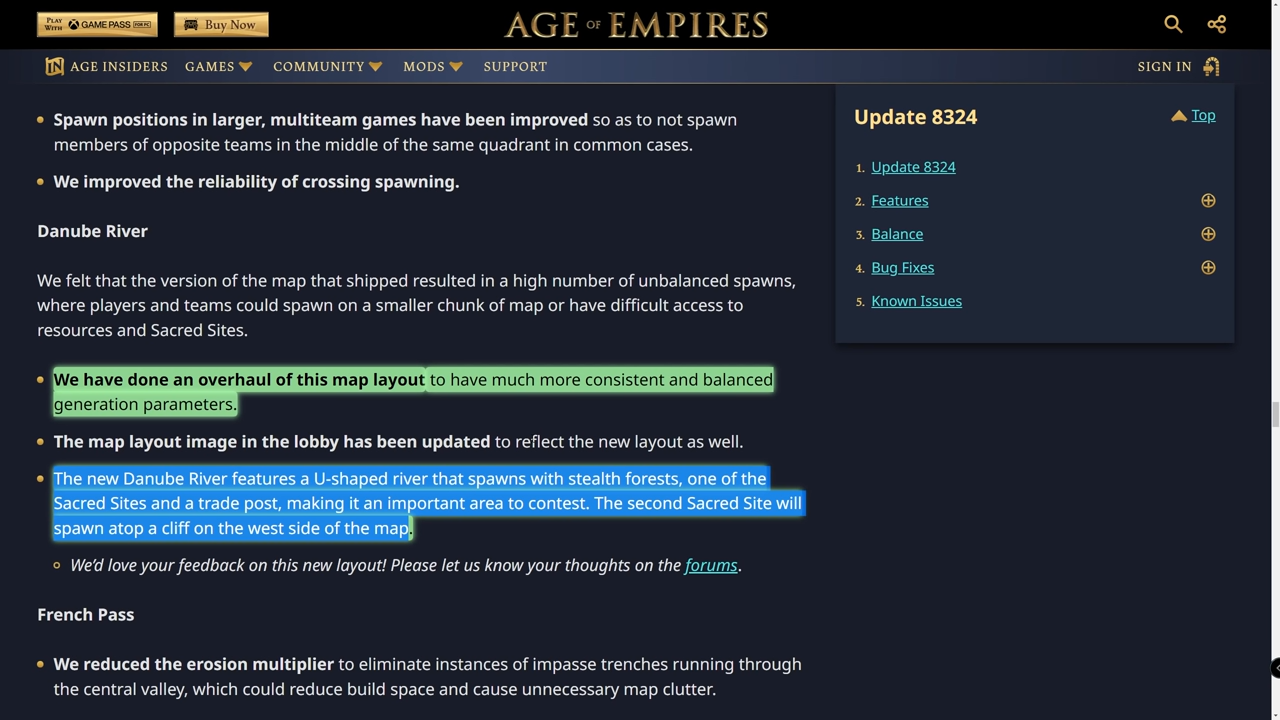 PLAY WITH XBOX GAME PASS FOR PC
Buy Now
AGE OF EMPIRES
IN AGE INSIDERS
GAMES
COMMUNITY
MODS
SUPPORT
SIGN IN
Spawn positions in larger, multiteam games have been improved so as to not spawn
members of opposite teams in the middle of the same quadrant in common cases.
We improved the reliability of crossing spawning.
Danube River
We felt that the version of the map that shipped resulted in a high number of unbalanced spawns,
where players and teams could spawn on a smaller chunk of map or have difficult access to
resources and Sacred Sites.
We have done an overhaul of this map layout to have much more consistent and balanced
generation parameters.
The map layout image in the lobby has been updated to reflect the new layout as well.
The new Danube River features a U-shaped river that spawns with stealth forests, one of the
Sacred Sites and a trade post, making it an important area to contest. The second Sacred Site will
spawn atop a cliff on the west side of the map.
We’d love your feedback on this new layout! Please let us know your thoughts on the forums.
French Pass
We reduced the erosion multiplier to eliminate instances of impasse trenches running through
the central valley, which could reduce build space and cause unnecessary map clutter.
Update 8324
Top
1. Update 8324
2. Features
3. Balance
4. Bug Fixes
5. Known Issues